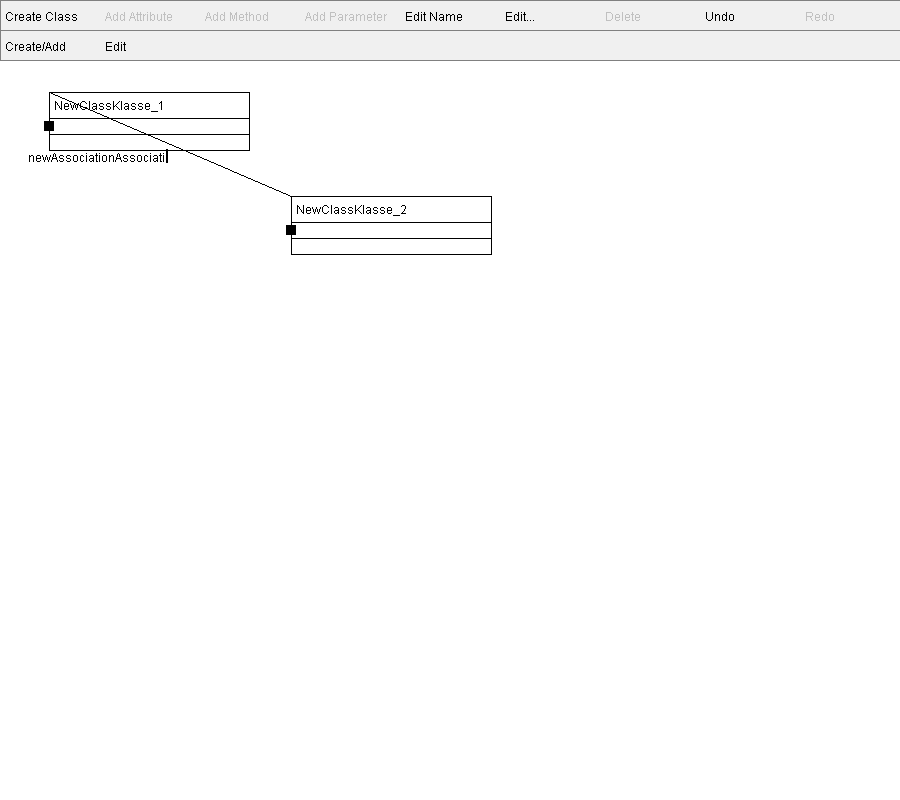 Create Class Add Attribute Add Method Add Parameter Edit Name Edit... Delete Undo Redo
Create/Add Edit
NewClassKlasse_1
newAssociationAssociati
NewClassKlasse_2